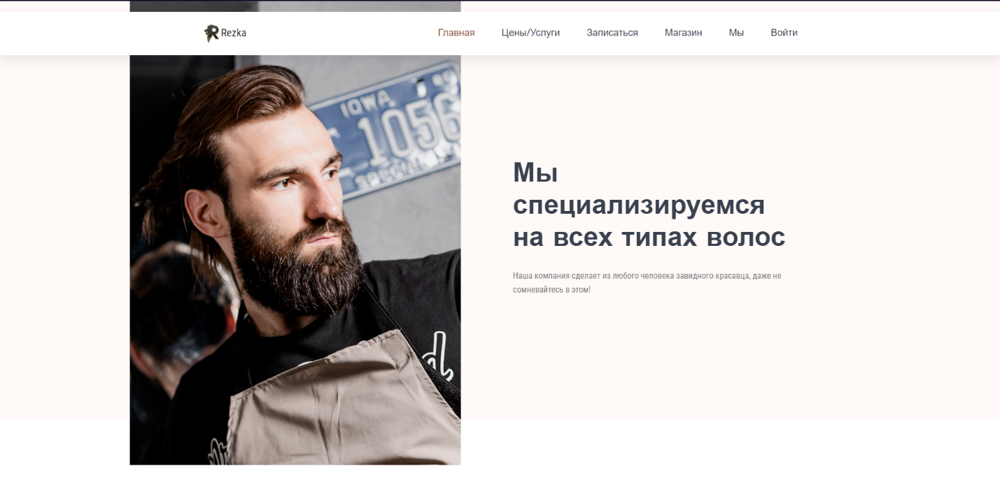 Rezka
Главная
Цены/Услуги
Записаться
Магазин
Мы
Войти
IOWA
1056
SPECIAL
Мы
специализируемся
на всех типах волос
Наша компания сделает из любого человека завидного красавца, даже не
сомневайтесь в этом!